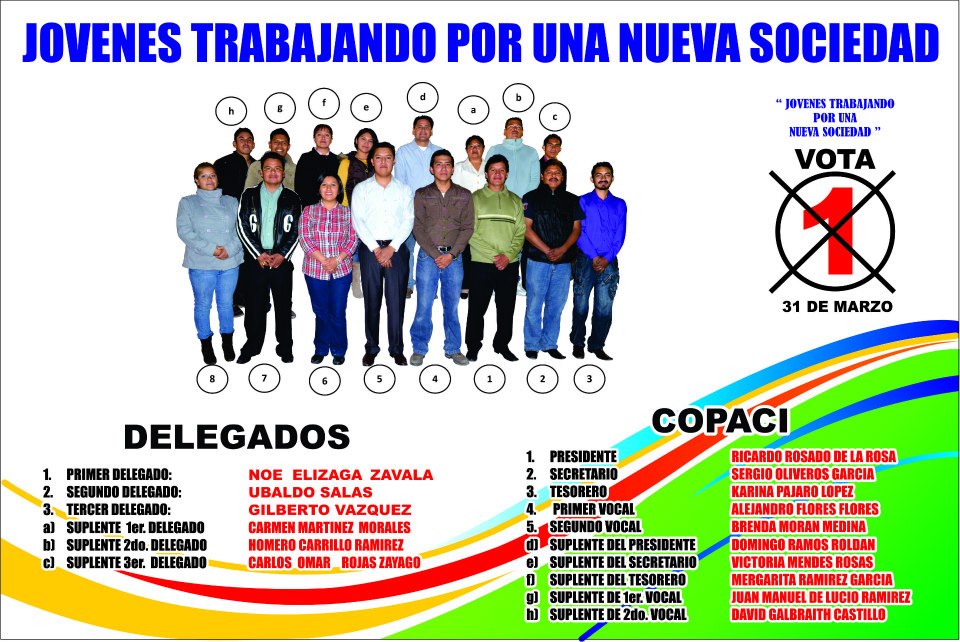 JOVENES TRABAJANDO POR UNA NUEVA SOCIEDAD
h g f e d a b c
“ JOVENES TRABAJANDO
POR UNA
NUEVA SOCIEDAD ”
VOTA
1
31 DE MARZO
G G
8 7 6 5 4 1 2 3
DELEGADOS
1. PRIMER DELEGADO: NOE ELIZAGA ZAVALA
2. SEGUNDO DELEGADO: UBALDO SALAS
3. TERCER DELEGADO: GILBERTO VAZQUEZ
a) SUPLENTE 1er. DELEGADO CARMEN MARTINEZ MORALES
b) SUPLENTE 2do. DELEGADO HOMERO CARRILLO RAMIREZ
c) SUPLENTE 3er. DELEGADO CARLOS OMAR ROJAS ZAYAGO
COPACI
1. PRESIDENTE RICARDO ROSADO DE LA ROSA
2. SECRETARIO SERGIO OLIVEROS GARCIA
3. TESORERO KARINA PAJARO LÓPEZ
4. PRIMER VOCAL ALEJANDRO FLORES FLORES
5. SEGUNDO VOCAL BRENDA MORAN MEDINA
d) SUPLENTE DEL PRESIDENTE DOMINGO RAMOS ROLDAN
e) SUPLENTE DEL SECRETARIO VICTORIA MENDES ROSAS
f) SUPLENTE DEL TESORERO MERGARITA RAMIREZ GARCIA
g) SUPLENTE DE 1er. VOCAL JUAN MANUEL DE LUCIO RAMIREZ
h) SUPLENTE DE 2do. VOCAL DAVID GALBRAITH CASTILLO